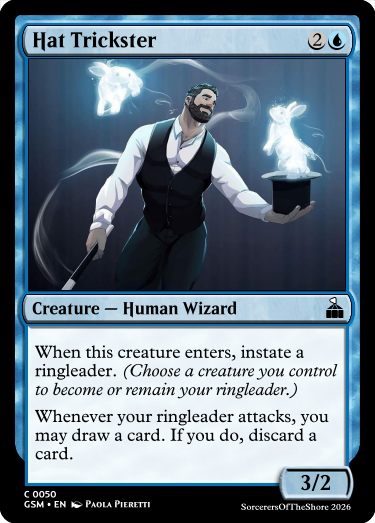 Hat Trickster 2
Creature — Human Wizard
When this creature enters, instate a
ringleader. (Choose a creature you control
to become or remain your ringleader.)
Whenever your ringleader attacks, you
may draw a card. If you do, discard a
card.
3/2
C 0050
GSM • EN Paola Pieretti
SorcerersOfTheShore 2026